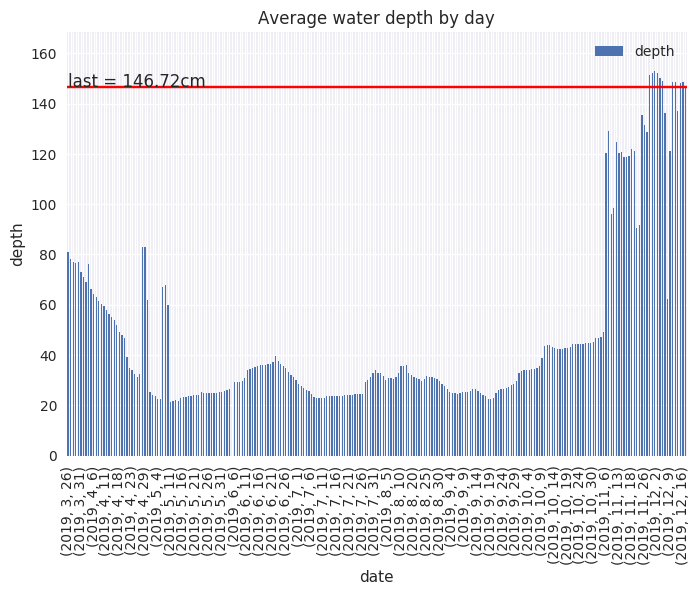 Average water depth by day
depth
last = 146.72cm
160
140
120
100
80
60
40
20
0
depth
(2019, 3, 26)
(2019, 3, 31)
(2019, 4, 6)
(2019, 4, 11)
(2019, 4, 18)
(2019, 4, 23)
(2019, 4, 29)
(2019, 5, 4)
(2019, 5, 11)
(2019, 5, 16)
(2019, 5, 21)
(2019, 5, 26)
(2019, 5, 31)
(2019, 6, 6)
(2019, 6, 11)
(2019, 6, 16)
(2019, 6, 21)
(2019, 6, 26)
(2019, 7, 1)
(2019, 7, 6)
(2019, 7, 11)
(2019, 7, 16)
(2019, 7, 21)
(2019, 7, 26)
(2019, 7, 31)
(2019, 8, 5)
(2019, 8, 10)
(2019, 8, 20)
(2019, 8, 25)
(2019, 8, 30)
(2019, 9, 4)
(2019, 9, 9)
(2019, 9, 14)
(2019, 9, 19)
(2019, 9, 24)
(2019, 9, 29)
(2019, 10, 4)
(2019, 10, 9)
(2019, 10, 14)
(2019, 10, 19)
(2019, 10, 24)
(2019, 10, 30)
(2019, 11, 6)
(2019, 11, 13)
(2019, 11, 18)
(2019, 11, 26)
(2019, 12, 2)
(2019, 12, 9)
(2019, 12, 16)
date